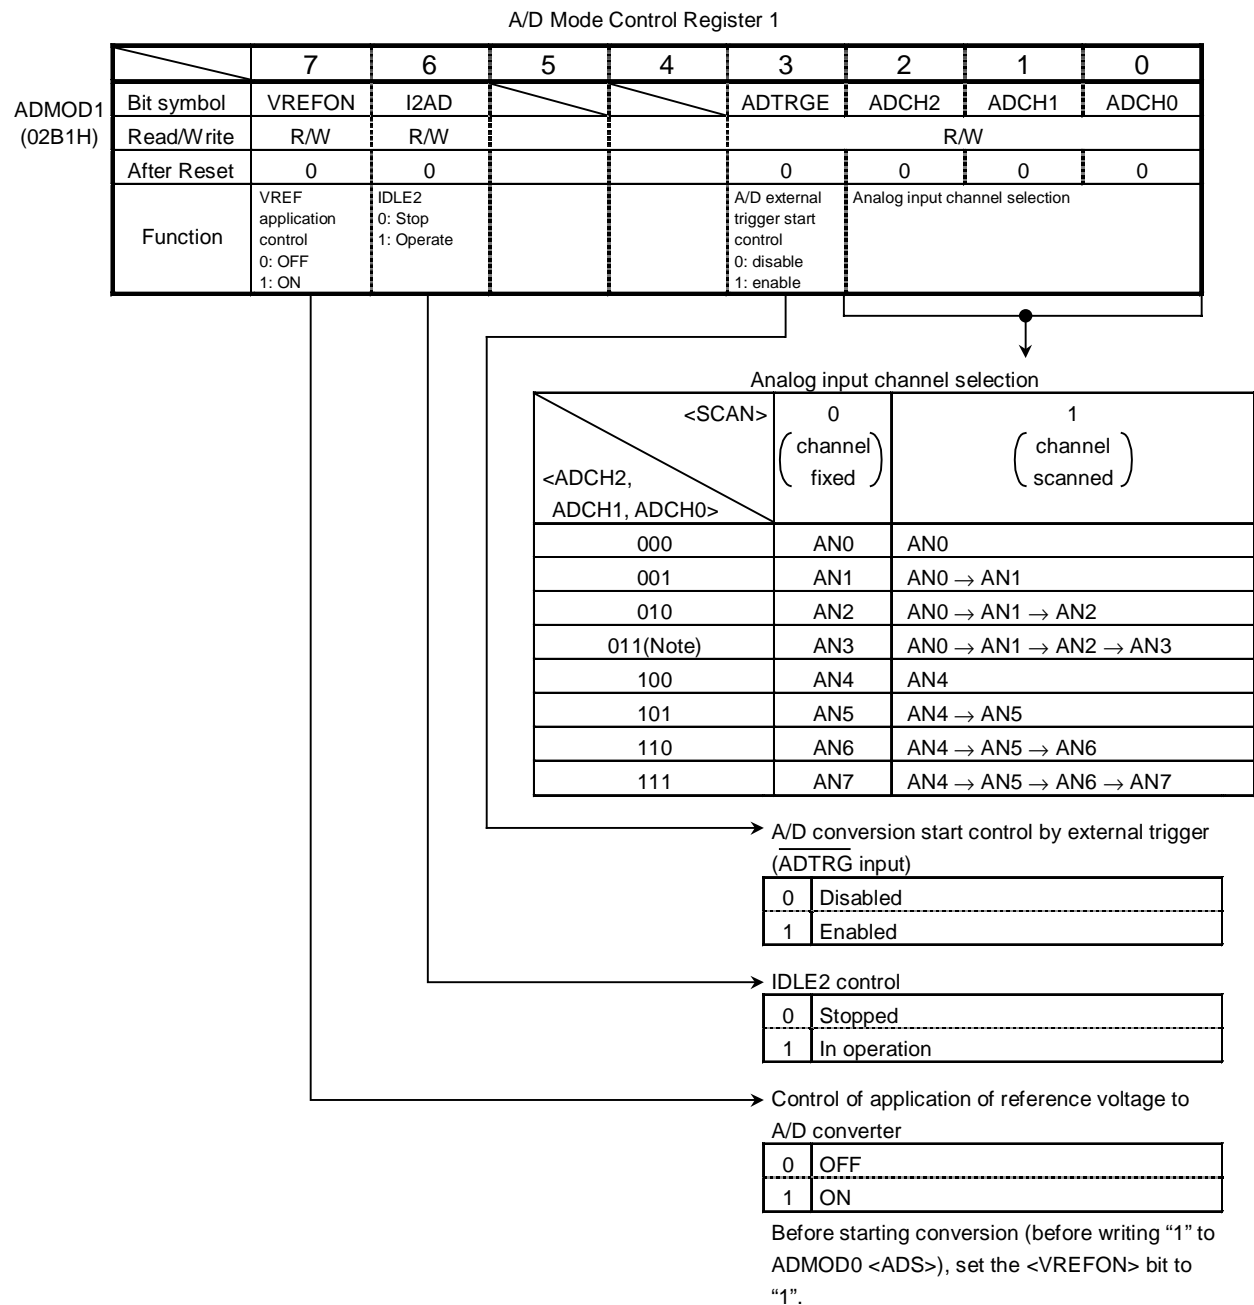 A/D Mode Control Register 1
7 6 5 4 3 2 1 0
ADMOD1
(02B1H)
Bit symbol VREFON I2AD ADTRGE ADCH2 ADCH1 ADCH0
Read/Write R/W R/W R/W
After Reset 0 0 0 0 0 0
Function
VREF
application
control
0: OFF
1: ON
IDLE2
0: Stop
1: Operate
A/D external
trigger start
control
0: disable
1: enable
Analog input channel selection
Analog input channel selection
<SCAN>
<ADCH2,
ADCH1, ADCH0>
0
(channel
fixed)
1
(channel
scanned)
000 AN0 AN0
001 AN1 AN0 → AN1
010 AN2 AN0 → AN1 → AN2
011(Note) AN3 AN0 → AN1 → AN2 → AN3
100 AN4 AN4
101 AN5 AN4 → AN5
110 AN6 AN4 → AN5 → AN6
111 AN7 AN4 → AN5 → AN6 → AN7
A/D conversion start control by external trigger
(ADTRG input)
0 Disabled
1 Enabled
IDLE2 control
0 Stopped
1 In operation
Control of application of reference voltage to
A/D converter
0 OFF
1 ON
Before starting conversion (before writing “1” to
ADMOD0 <ADS>), set the <VREFON> bit to
“1”.